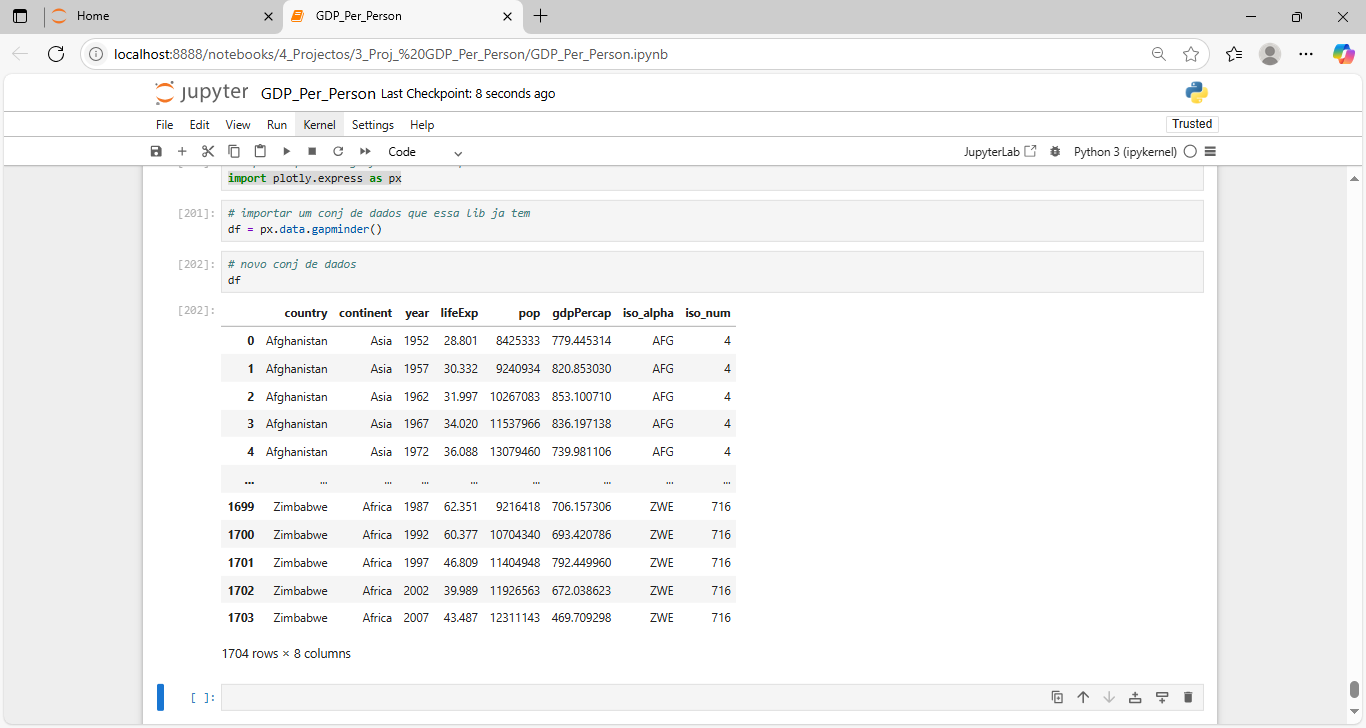 Home
GDP_Per_Person
localhost:8888/notebooks/4_Projectos/3_Proj_%20GDP_Per_Person/GDP_Per_Person.ipynb
jupyter GDP_Per_Person Last Checkpoint: 8 seconds ago
File Edit View Run Kernel Settings Help
Trusted
Code
JupyterLab Python 3 (ipykernel)
import plotly.express as px
[201]: # importar um conj de dados que essa lib ja tem
df = px.data.gapminder()
[202]: # novo conj de dados
df
[202]:
country continent year lifeExp pop gdpPercap iso_alpha iso_num
0 Afghanistan Asia 1952 28.801 8425333 779.445314 AFG 4
1 Afghanistan Asia 1957 30.332 9240934 820.853030 AFG 4
2 Afghanistan Asia 1962 31.997 10267083 853.100710 AFG 4
3 Afghanistan Asia 1967 34.020 11537966 836.197138 AFG 4
4 Afghanistan Asia 1972 36.088 13079460 739.981106 AFG 4
... ... ... ... ... ... ... ... ...
1699 Zimbabwe Africa 1987 62.351 9216418 706.157306 ZWE 716
1700 Zimbabwe Africa 1992 60.377 10704340 693.420786 ZWE 716
1701 Zimbabwe Africa 1997 46.809 11404948 792.449960 ZWE 716
1702 Zimbabwe Africa 2002 39.989 11926563 672.038623 ZWE 716
1703 Zimbabwe Africa 2007 43.487 12311143 469.709298 ZWE 716
1704 rows × 8 columns
[ ]: